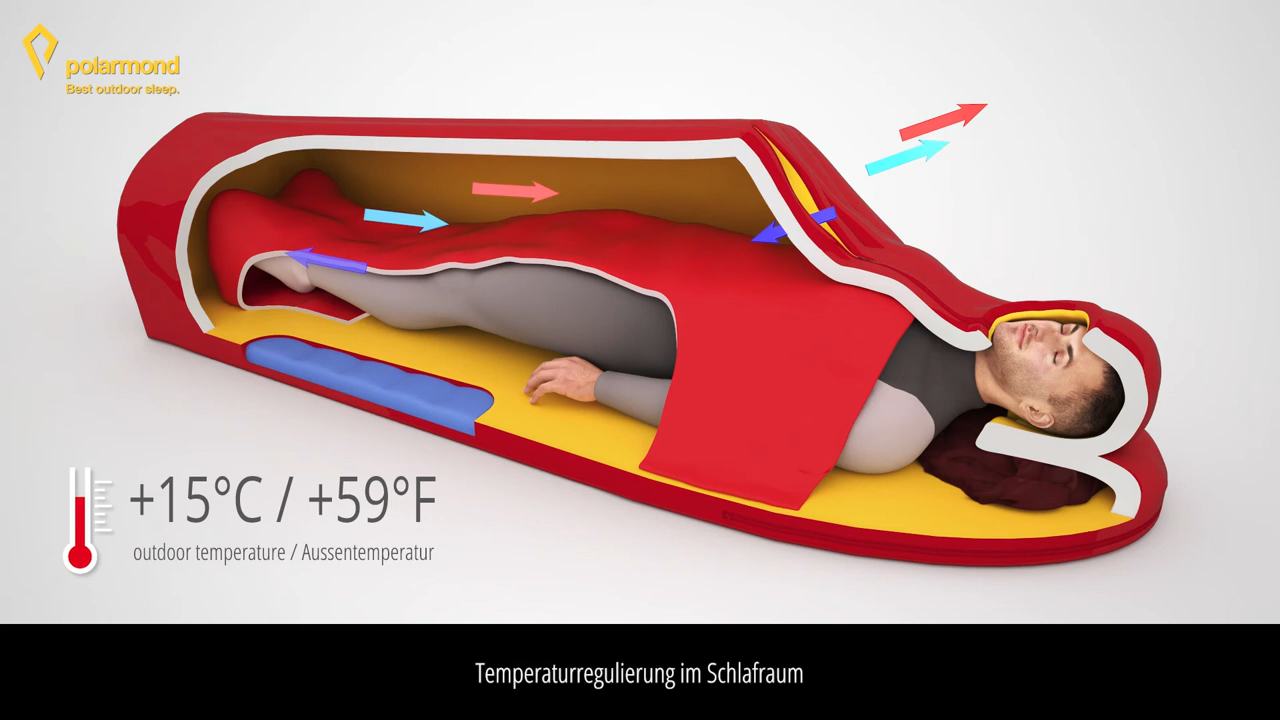 polarmond
Best outdoor sleep.
+15°C / +59°F
outdoor temperature / Aussentemperatur
Temperaturregulierung im Schlafraum